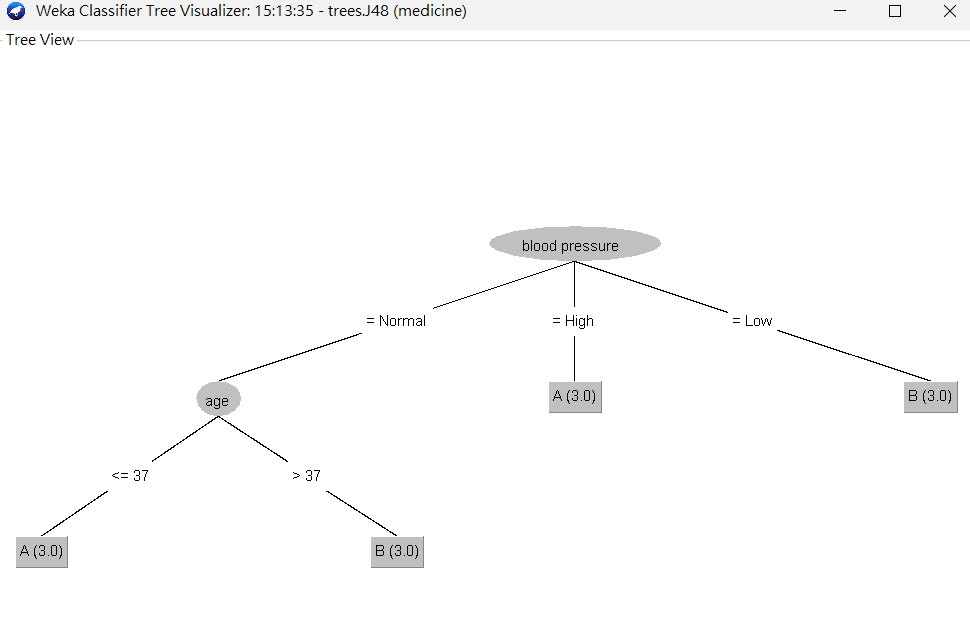 Weka Classifier Tree Visualizer: 15:13:35 - trees.J48 (medicine)
Tree View
blood pressure
= Normal
= High
= Low
age
A (3.0)
B (3.0)
<= 37
> 37
A (3.0)
B (3.0)